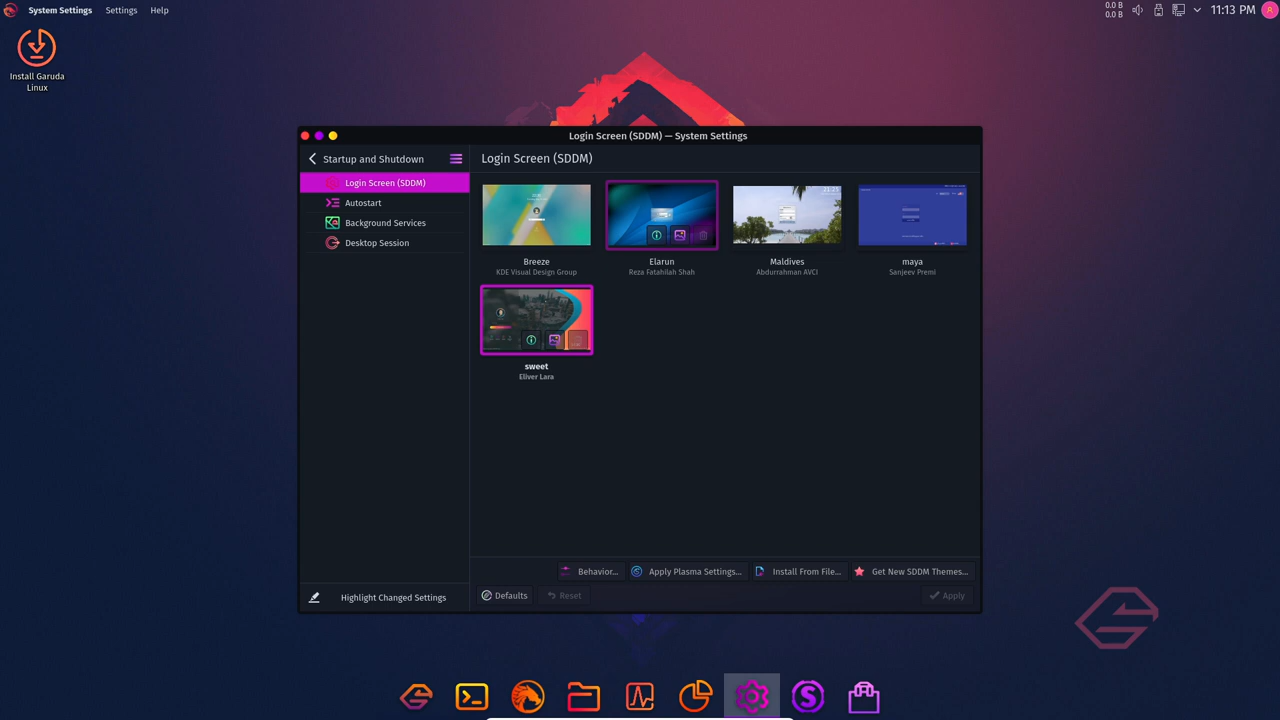 System Settings
Settings
Help
0.0 B
0.0 B
11:13 PM
Install Garuda
Linux
Login Screen (SDDM) — System Settings
Startup and Shutdown
Login Screen (SDDM)
Login Screen (SDDM)
Autostart
Background Services
Desktop Session
Breeze
KDE Visual Design Group
Elarun
Reza Fatahilah Shah
21:25
Maldives
Abdurrahman AVCI
maya
Sanjeev Premi
sweet
Eliver Lara
Behavior...
Apply Plasma Settings...
Install From File...
Get New SDDM Themes...
Highlight Changed Settings
Defaults
Reset
Apply